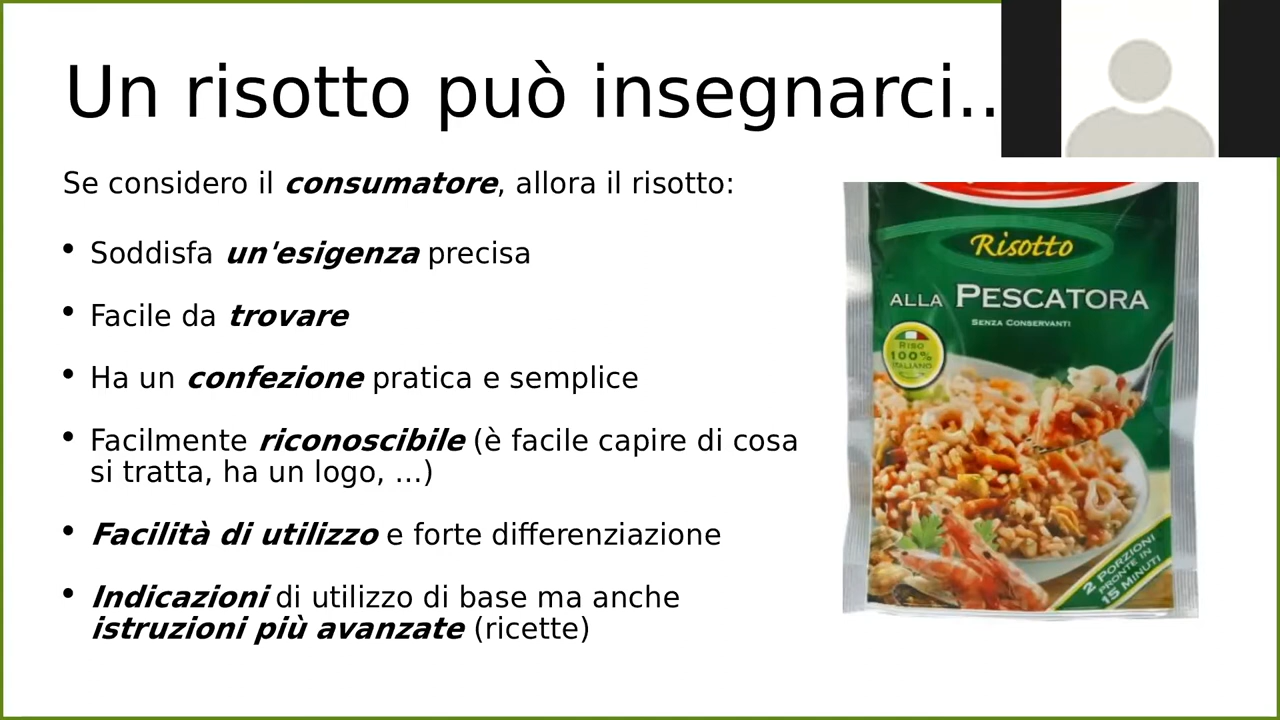 Un risotto può insegnarci..
Se considero il consumatore, allora il risotto:
• Soddisfa un'esigenza precisa
• Facile da trovare
• Ha un confezione pratica e semplice
• Facilmente riconoscibile (è facile capire di cosa
si tratta, ha un logo, ...)
• Facilità di utilizzo e forte differenziazione
• Indicazioni di utilizzo di base ma anche
istruzioni più avanzate (ricette)
Risotto
ALLA PESCATORA
SENZA CONSERVANTI
RISO
100%
ITALIANO
2 PORZIONI
PRONTE IN
15 MINUTI